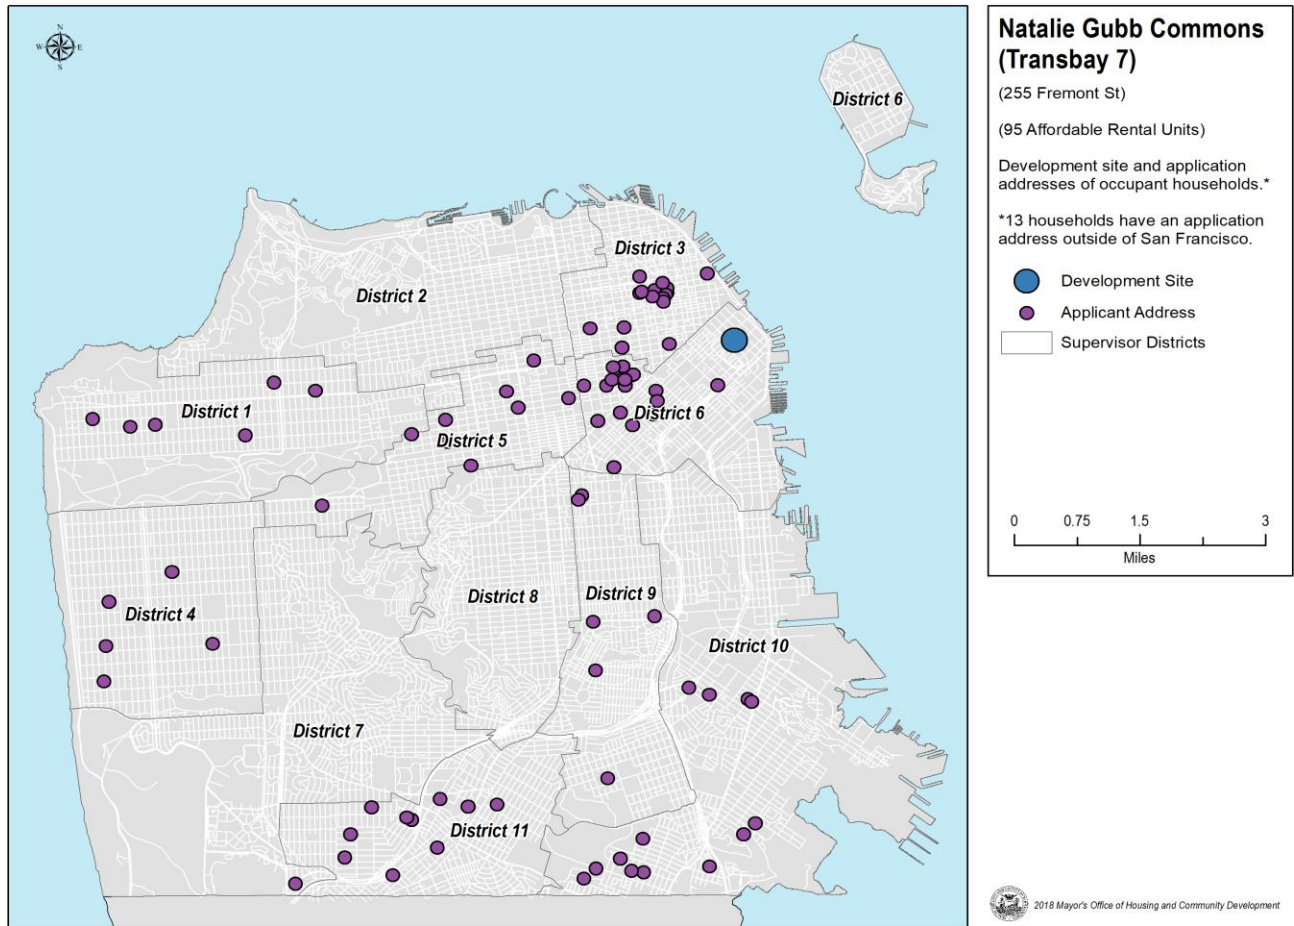 N
W E
S
District 6
District 3
District 2
District 1
District 6
District 5
District 8
District 9
District 4
District 10
District 7
District 11
Natalie Gubb Commons
(Transbay 7)
(255 Fremont St)
(95 Affordable Rental Units)
Development site and application
addresses of occupant households.*
*13 households have an application
address outside of San Francisco.
Development Site
Applicant Address
Supervisor Districts
0 0.75 1.5 3
Miles
2018 Mayor's Office of Housing and Community Development